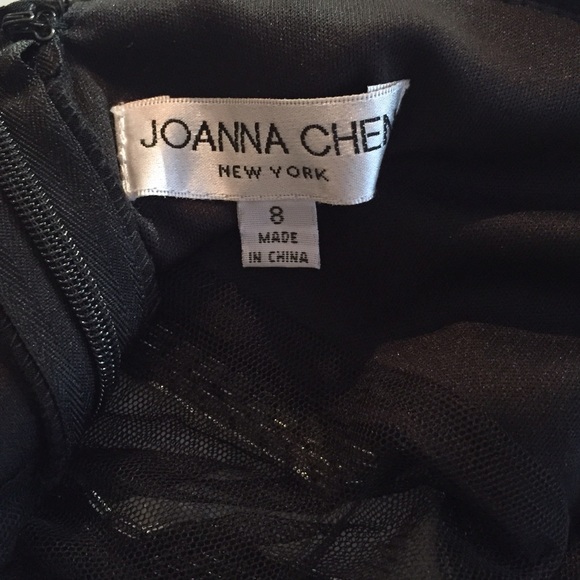 JOANNA CHEN
NEW YORK
8
MADE
IN CHINA